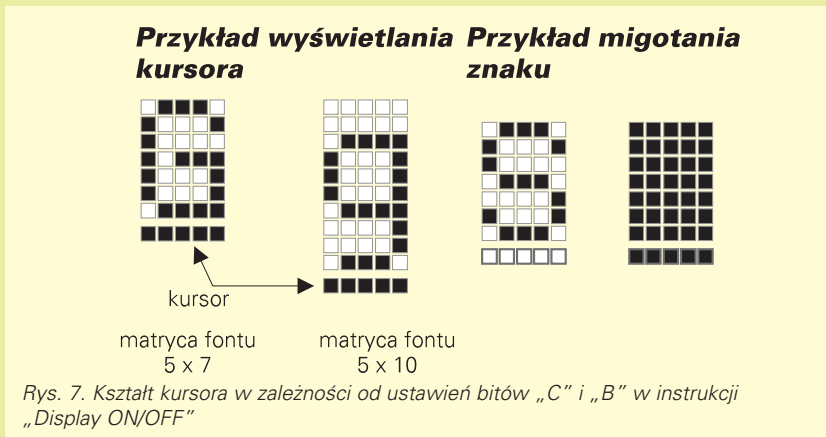 Przykład wyświetlania
kursora
Przykład migotania
znaku
kursor
matryca fontu
5 x 7
matryca fontu
5 x 10
Rys. 7. Kształt kursora w zależności od ustawień bitów „C” i „B” w instrukcji
„Display ON/OFF”